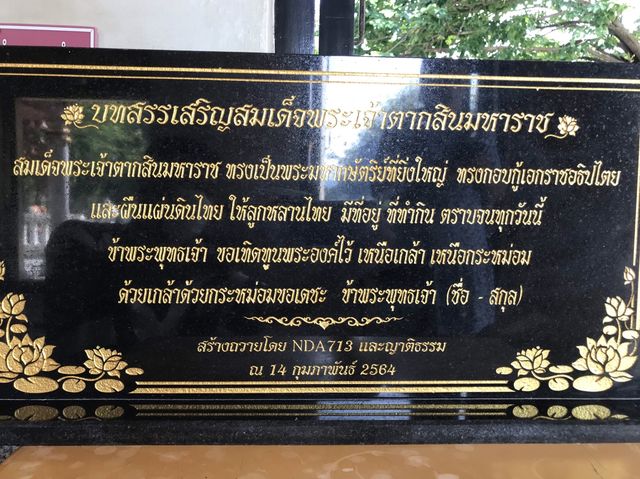 บทสรรเสริญสมเด็จพระเจ้าตากสินมหาราช
สมเด็จพระเจ้าตากสินมหาราช ทรงเป็นพระมหากษัตริย์ที่ยิ่งใหญ่ ทรงกอบกู้เอกราชอธิปไตย
และผืนแผ่นดินไทย ให้ลูกหลานไทย มีที่อยู่ ที่ทำกิน ตราบจนทุกวันนี้
ข้าพระพุทธเจ้า ขอเทิดทูนพระองค์ไว้ เหนือเกล้า เหนือกระหม่อม
ด้วยเกล้าด้วยกระหม่อมขอเดชะ ข้าพระพุทธเจ้า (ชื่อ - สกุล)
สร้างถวายโดย NDA713 และญาติธรรม
ณ 14 กุมภาพันธ์ 2564